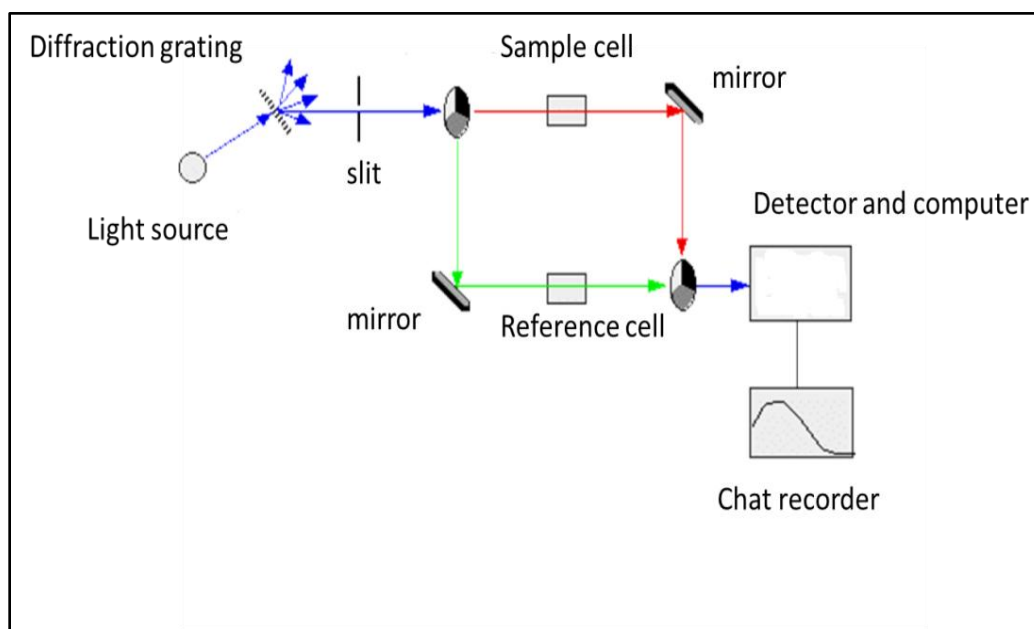 Diffraction grating
Sample cell
mirror
slit
Light source
Detector and computer
mirror
Reference cell
Chat recorder